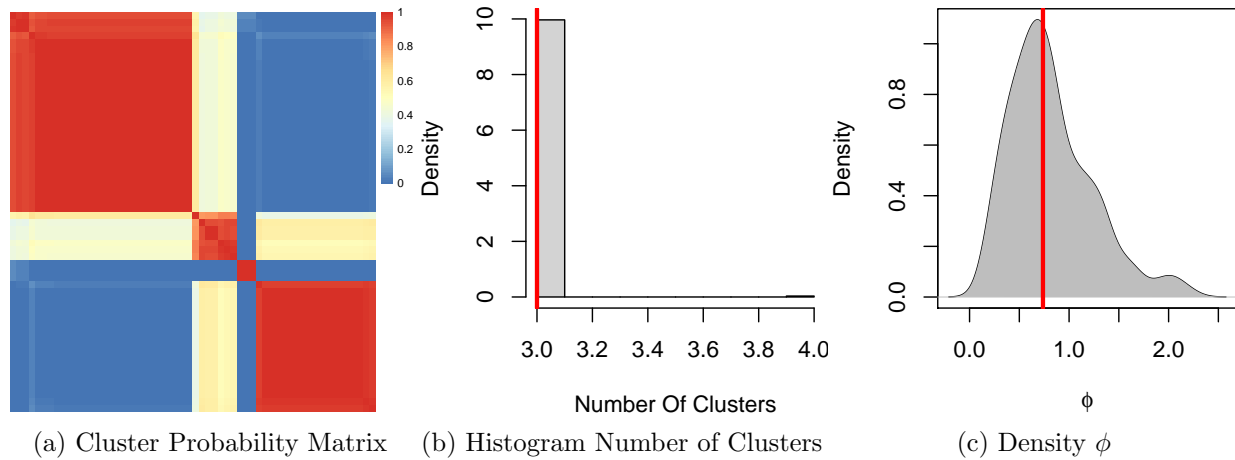 1
0.8
0.6
0.4
0.2
0
Density
0 2 4 6 8 10
3.0 3.2 3.4 3.6 3.8 4.0
Number Of Clusters
Density
0.0 0.4 0.8
0.0 1.0 2.0
ϕ
(a) Cluster Probability Matrix (b) Histogram Number of Clusters (c) Density ϕ